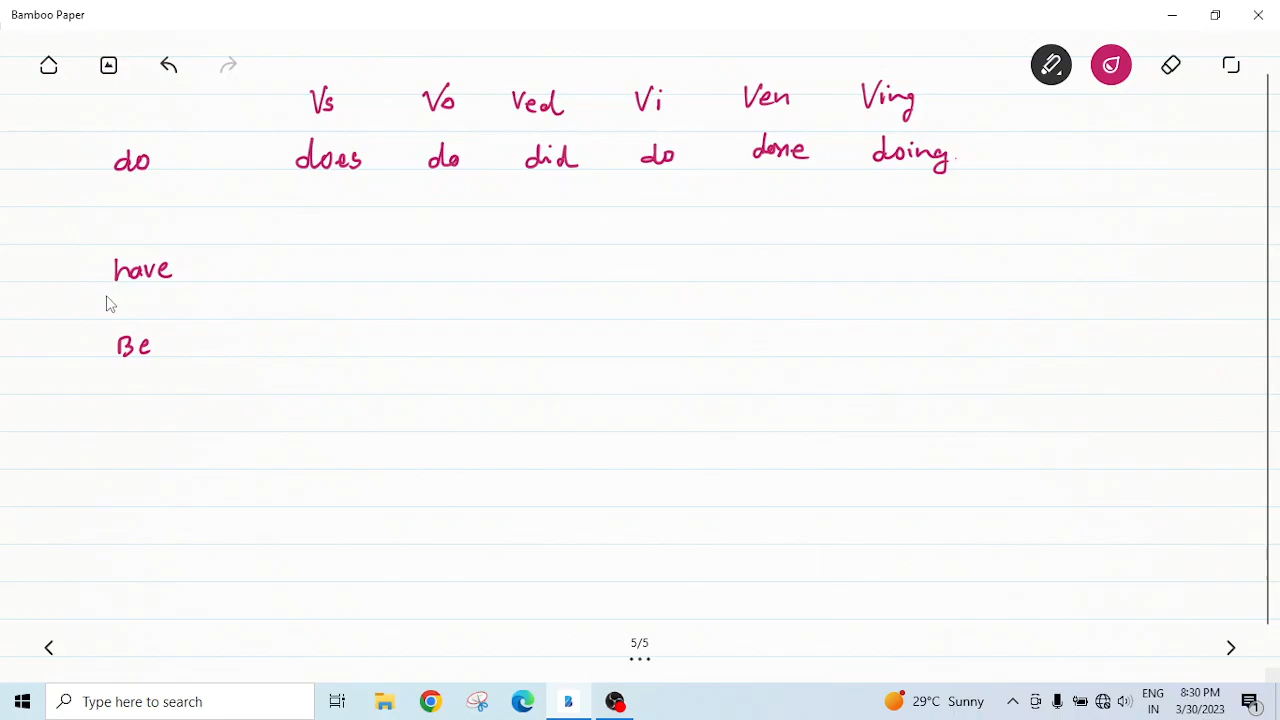 Bamboo Paper
Vs Vo Ved Vi Ven Ving
do does do did do done doing.
have
Be
5/5
Type here to search
29°C Sunny
ENG 8:30 PM
IN 3/30/2023